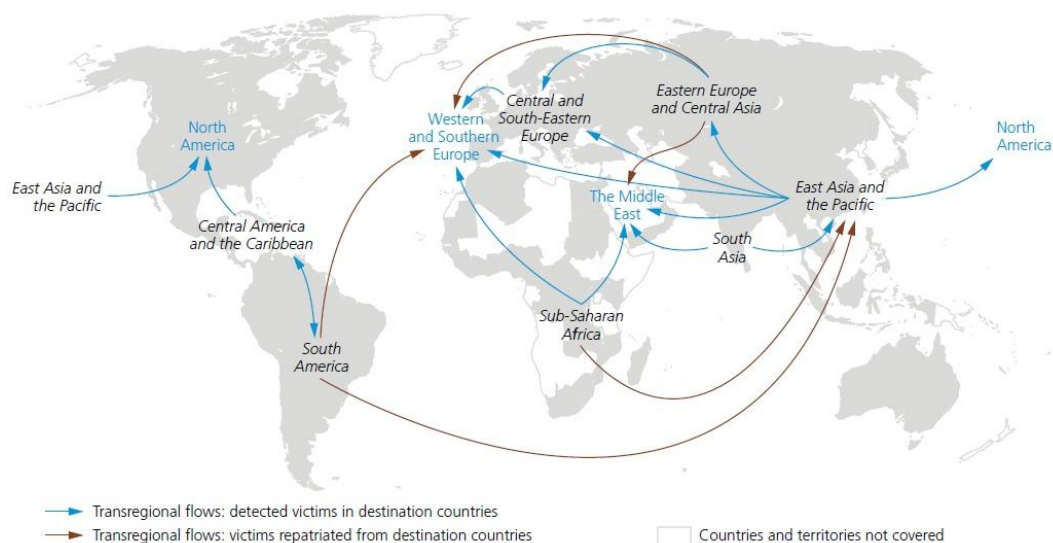 North
America
East Asia and
the Pacific
Central America
and the Caribbean
South
America
Western
and Southern
Europe
Central and
South-Eastern
Europe
Eastern Europe
and Central Asia
The Middle
East
South
Asia
Sub-Saharan
Africa
East Asia and
the Pacific
North
America
Transregional flows: detected victims in destination countries
Transregional flows: victims repatriated from destination countries
Countries and territories not covered